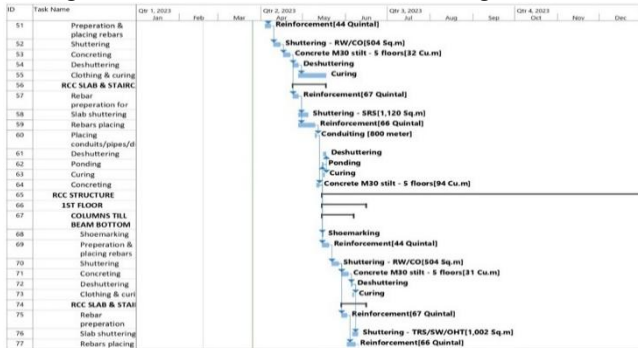 ID Task Name Qtr 1, 2023 Qtr 2, 2023 Qtr 3, 2023 Qtr 4, 2023
Jan Feb Mar Apr May Jun Jul Aug Sep Oct Nov Dec
51 Preperation & Reinforcement[44 Quintal]
placing rebars
52 Shuttering Shuttering - RW/CO[504 Sq.m]
53 Concreting Concrete M30 stilt - 5 floors[32 Cu.m]
54 Deshuttering Deshuttering
55 Clothing & curing Curing
56 RCC SLAB & STAIRC
57 Rebar Reinforcement[67 Quintal]
preperation for
58 Slab shuttering Shuttering - SRS[1,120 Sq.m]
59 Rebars placing Reinforcement[66 Quintal]
60 Placing Conduiting [800 meter]
conduits/pipes/d
61 Deshuttering Deshuttering
62 Ponding Ponding
63 Curing Curing
64 Concreting Concrete M30 stilt - 5 floors[94 Cu.m]
65 RCC STRUCTURE
66 1ST FLOOR
67 COLUMNS TILL
BEAM BOTTOM
68 Shoemarking Shoemarking
69 Preperation & Reinforcement[44 Quintal]
placing rebars
70 Shuttering Shuttering - RW/CO[504 Sq.m]
71 Concreting Concrete M30 stilt - 5 floors[31 Cu.m]
72 Deshuttering Deshuttering
73 Clothing & curi Curing
74 RCC SLAB & STAI
75 Rebar Reinforcement[67 Quintal]
preperation
76 Slab shuttering Shuttering - TRS/SW/OHT[1,002 Sq.m]
77 Rebars placing Reinforcement[66 Quintal]